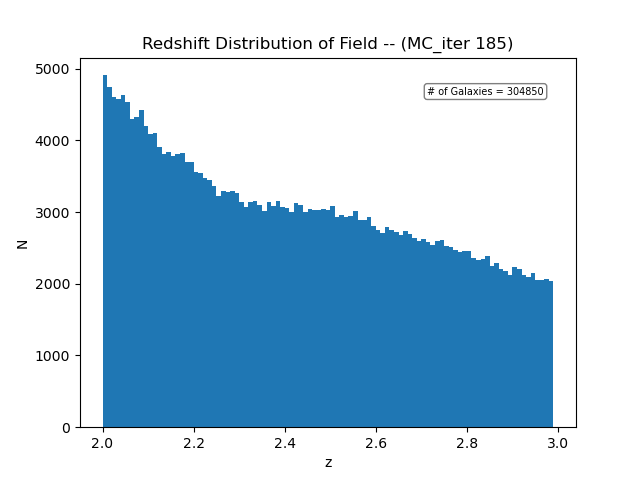 Redshift Distribution of Field -- (MC_iter 185)
# of Galaxies = 304850
5000
4000
3000
2000
1000
0
N
2.0 2.2 2.4 2.6 2.8 3.0
z